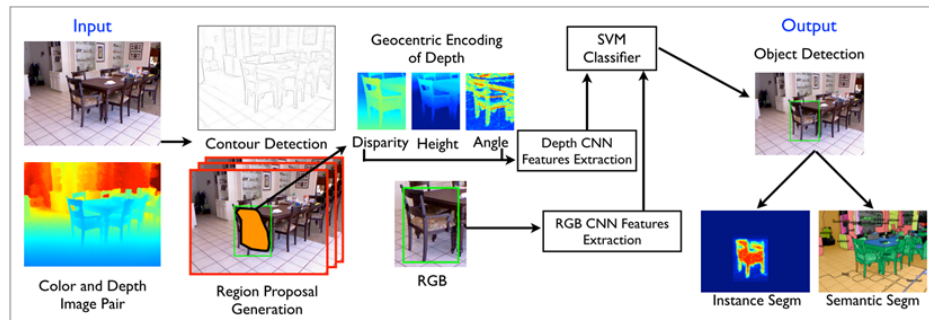 Input
Color and Depth
Image Pair
Contour Detection
Region Proposal
Generation
Geocentric Encoding
of Depth
Disparity Height Angle
RGB
Depth CNN
Features Extraction
RGB CNN Features
Extraction
SVM
Classifier
Output
Object Detection
Instance Segm
Semantic Segm